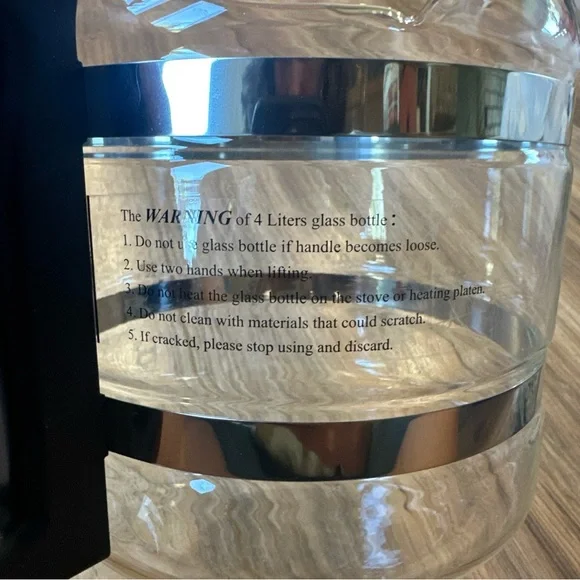 The WARNING of 4 Liters glass bottle:
1. Do not use glass bottle if handle becomes loose.
2. Use two hands when lifting.
3. Do not heat the glass bottle on the stove or heating platen.
4. Do not clean with materials that could scratch.
5. If cracked, please stop using and discard.